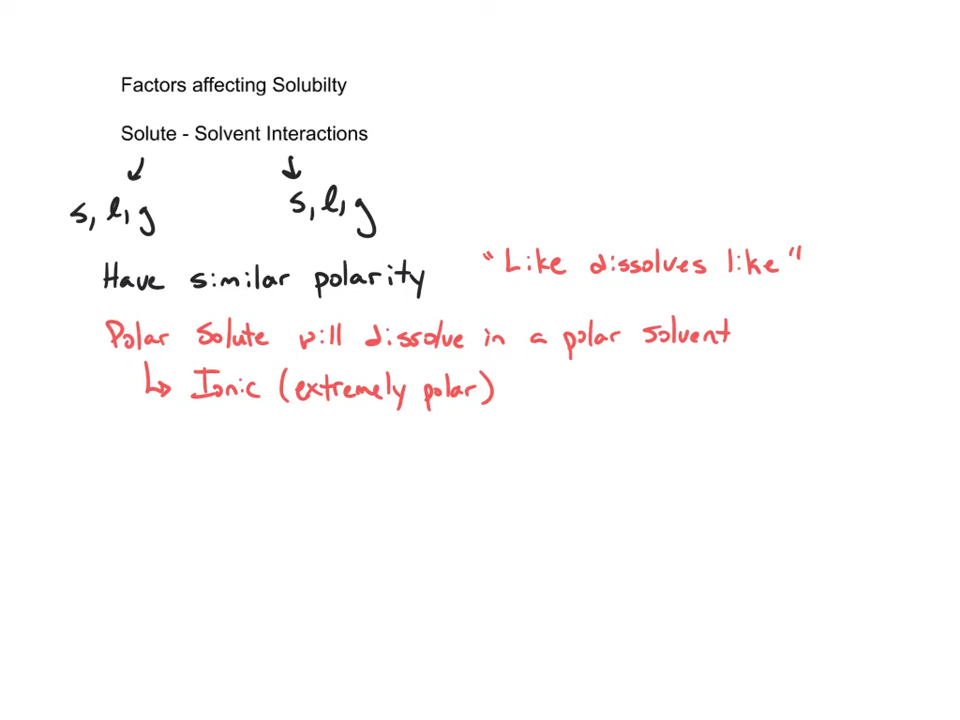 Factors affecting Solubilty
Solute - Solvent Interactions
s, l, g s, l, g
Have similar polarity "Like dissolves like"
Polar Solute will dissolve in a polar solvent
↳ Ionic (extremely polar)